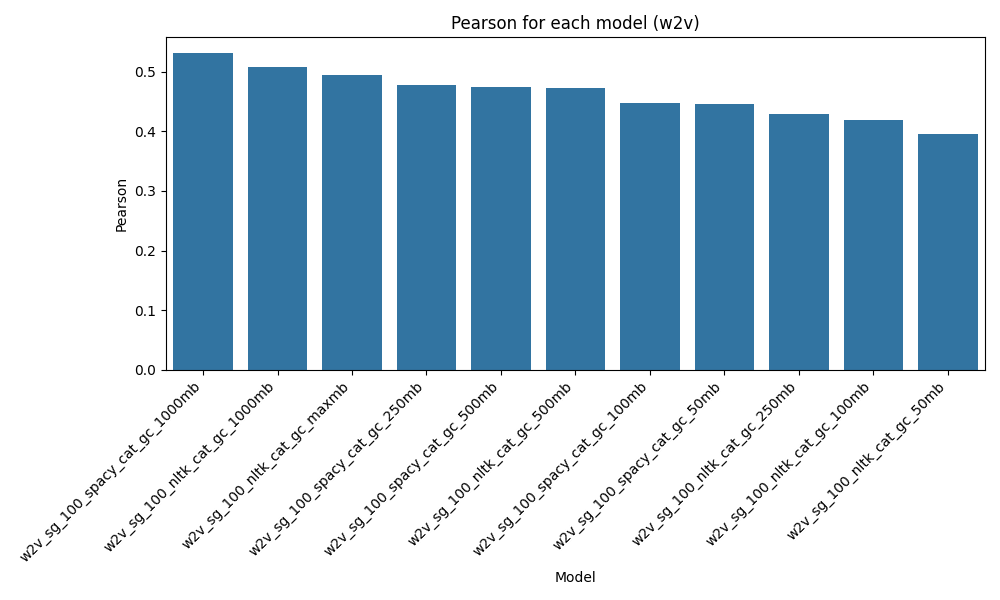 Pearson for each model (w2v)
Pearson
0.5
0.4
0.3
0.2
0.1
0.0
w2v_sg_100_spacy_cat_gc_1000mb
w2v_sg_100_nltk_cat_gc_1000mb
w2v_sg_100_nltk_cat_gc_maxmb
w2v_sg_100_spacy_cat_gc_250mb
w2v_sg_100_spacy_cat_gc_500mb
w2v_sg_100_nltk_cat_gc_500mb
w2v_sg_100_spacy_cat_gc_100mb
w2v_sg_100_spacy_cat_gc_50mb
w2v_sg_100_nltk_cat_gc_250mb
w2v_sg_100_nltk_cat_gc_100mb
w2v_sg_100_nltk_cat_gc_50mb
Model